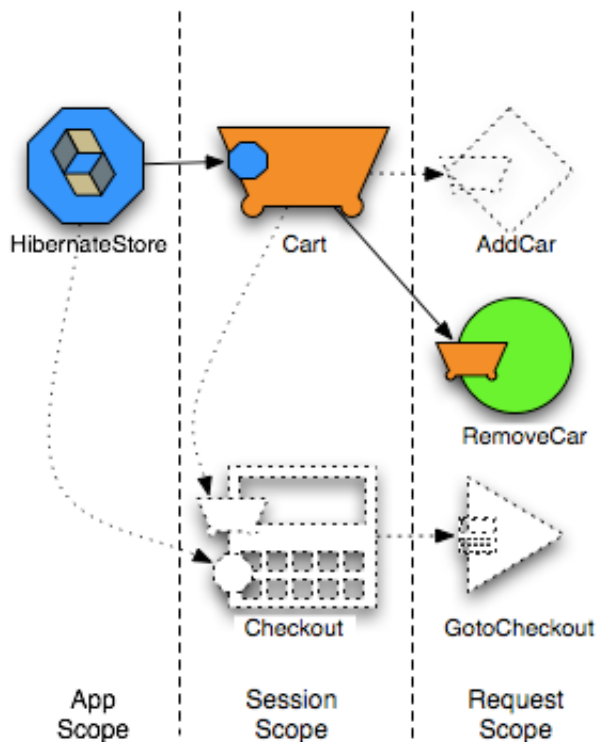 HibernateStore
Cart
AddCar
RemoveCar
Checkout
GotoCheckout
App
Scope
Session
Scope
Request
Scope